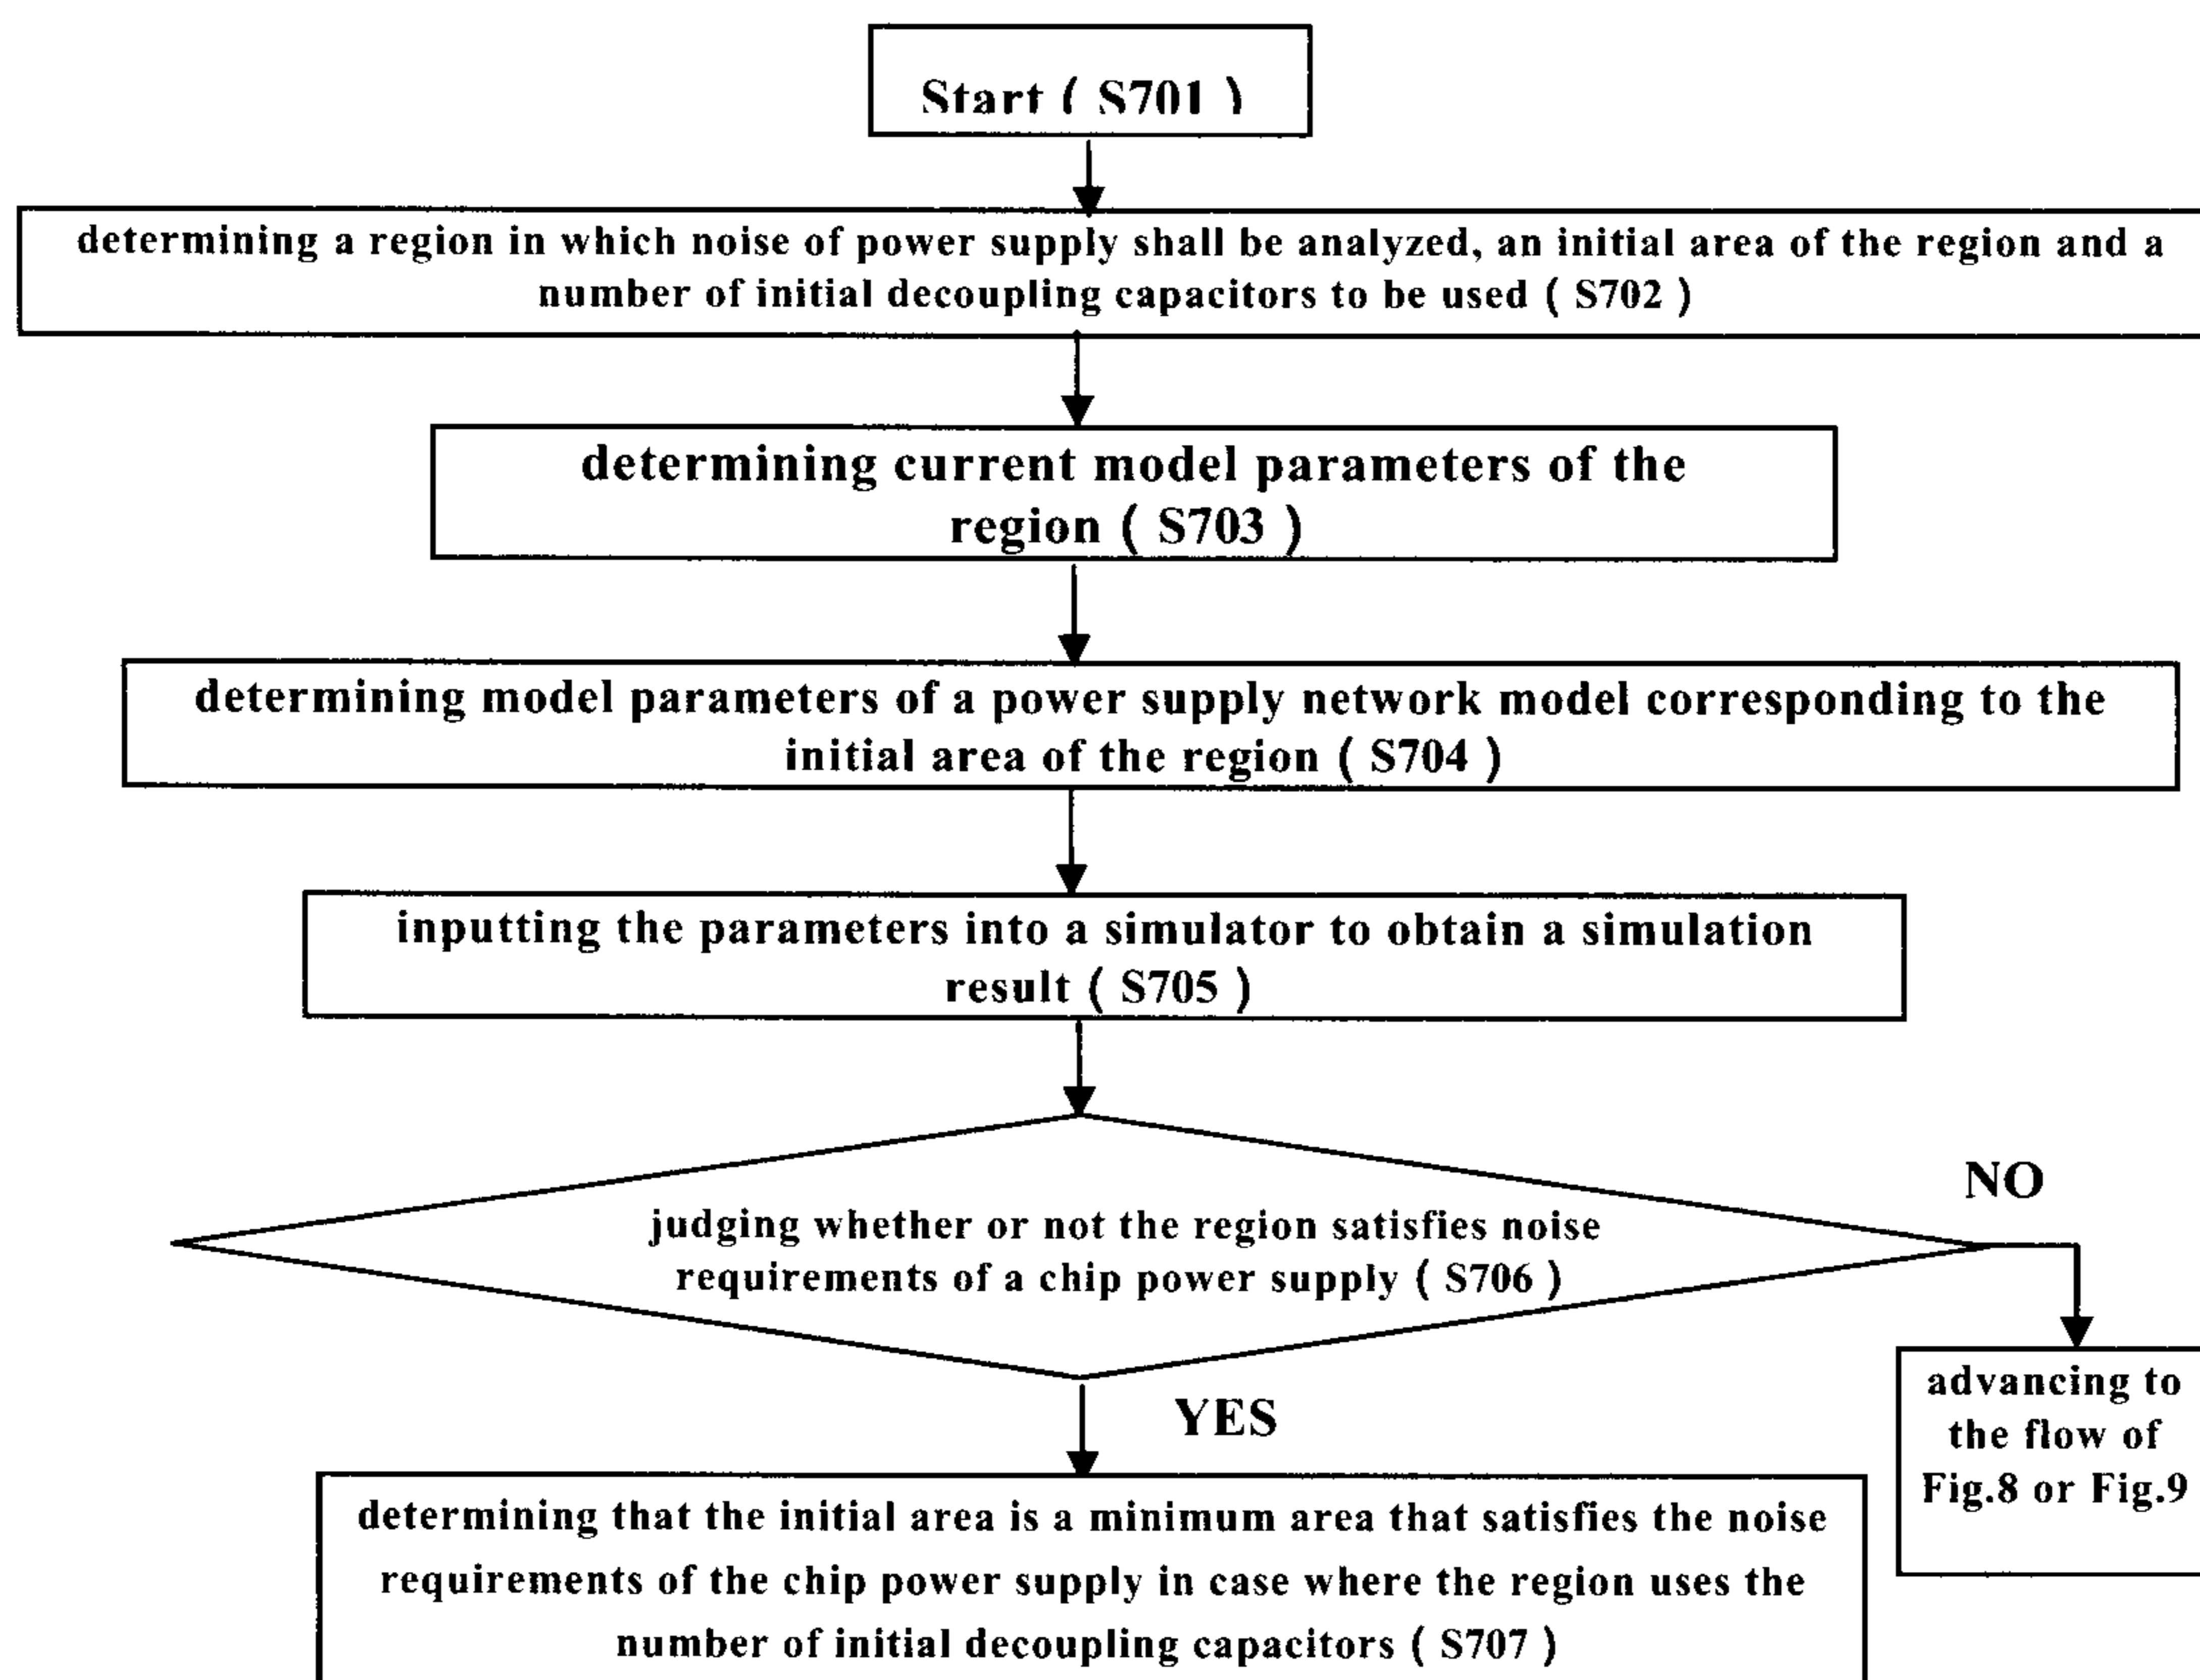 Start ( S701 )
determining a region in which noise of power supply shall be analyzed, an initial area of the region and a
number of initial decoupling capacitors to be used ( S702 )
determining current model parameters of the
region ( S703 )
determining model parameters of a power supply network model corresponding to the
initial area of the region ( S704 )
inputting the parameters into a simulator to obtain a simulation
result ( S705 )
judging whether or not the region satisfies noise
requirements of a chip power supply ( S706 )
NO
advancing to
the flow of
Fig.8 or Fig.9
YES
determining that the initial area is a minimum area that satisfies the noise
requirements of the chip power supply in case where the region uses the
number of initial decoupling capacitors ( S707 )